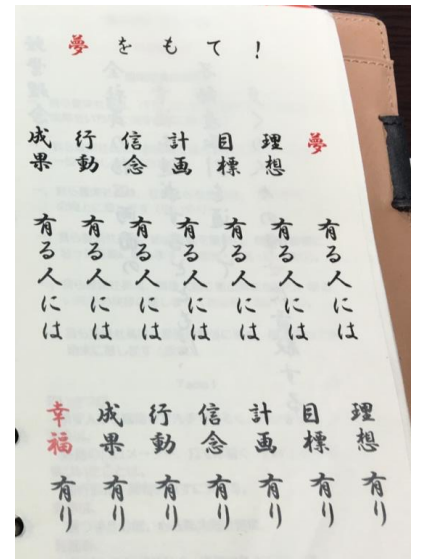 夢をもて！
夢有る人には理想有り
理想有る人には目標有り
目標有る人には計画有り
計画有る人には信念有り
信念有る人には行動有り
行動有る人には成果有り
成果有る人には幸福有り